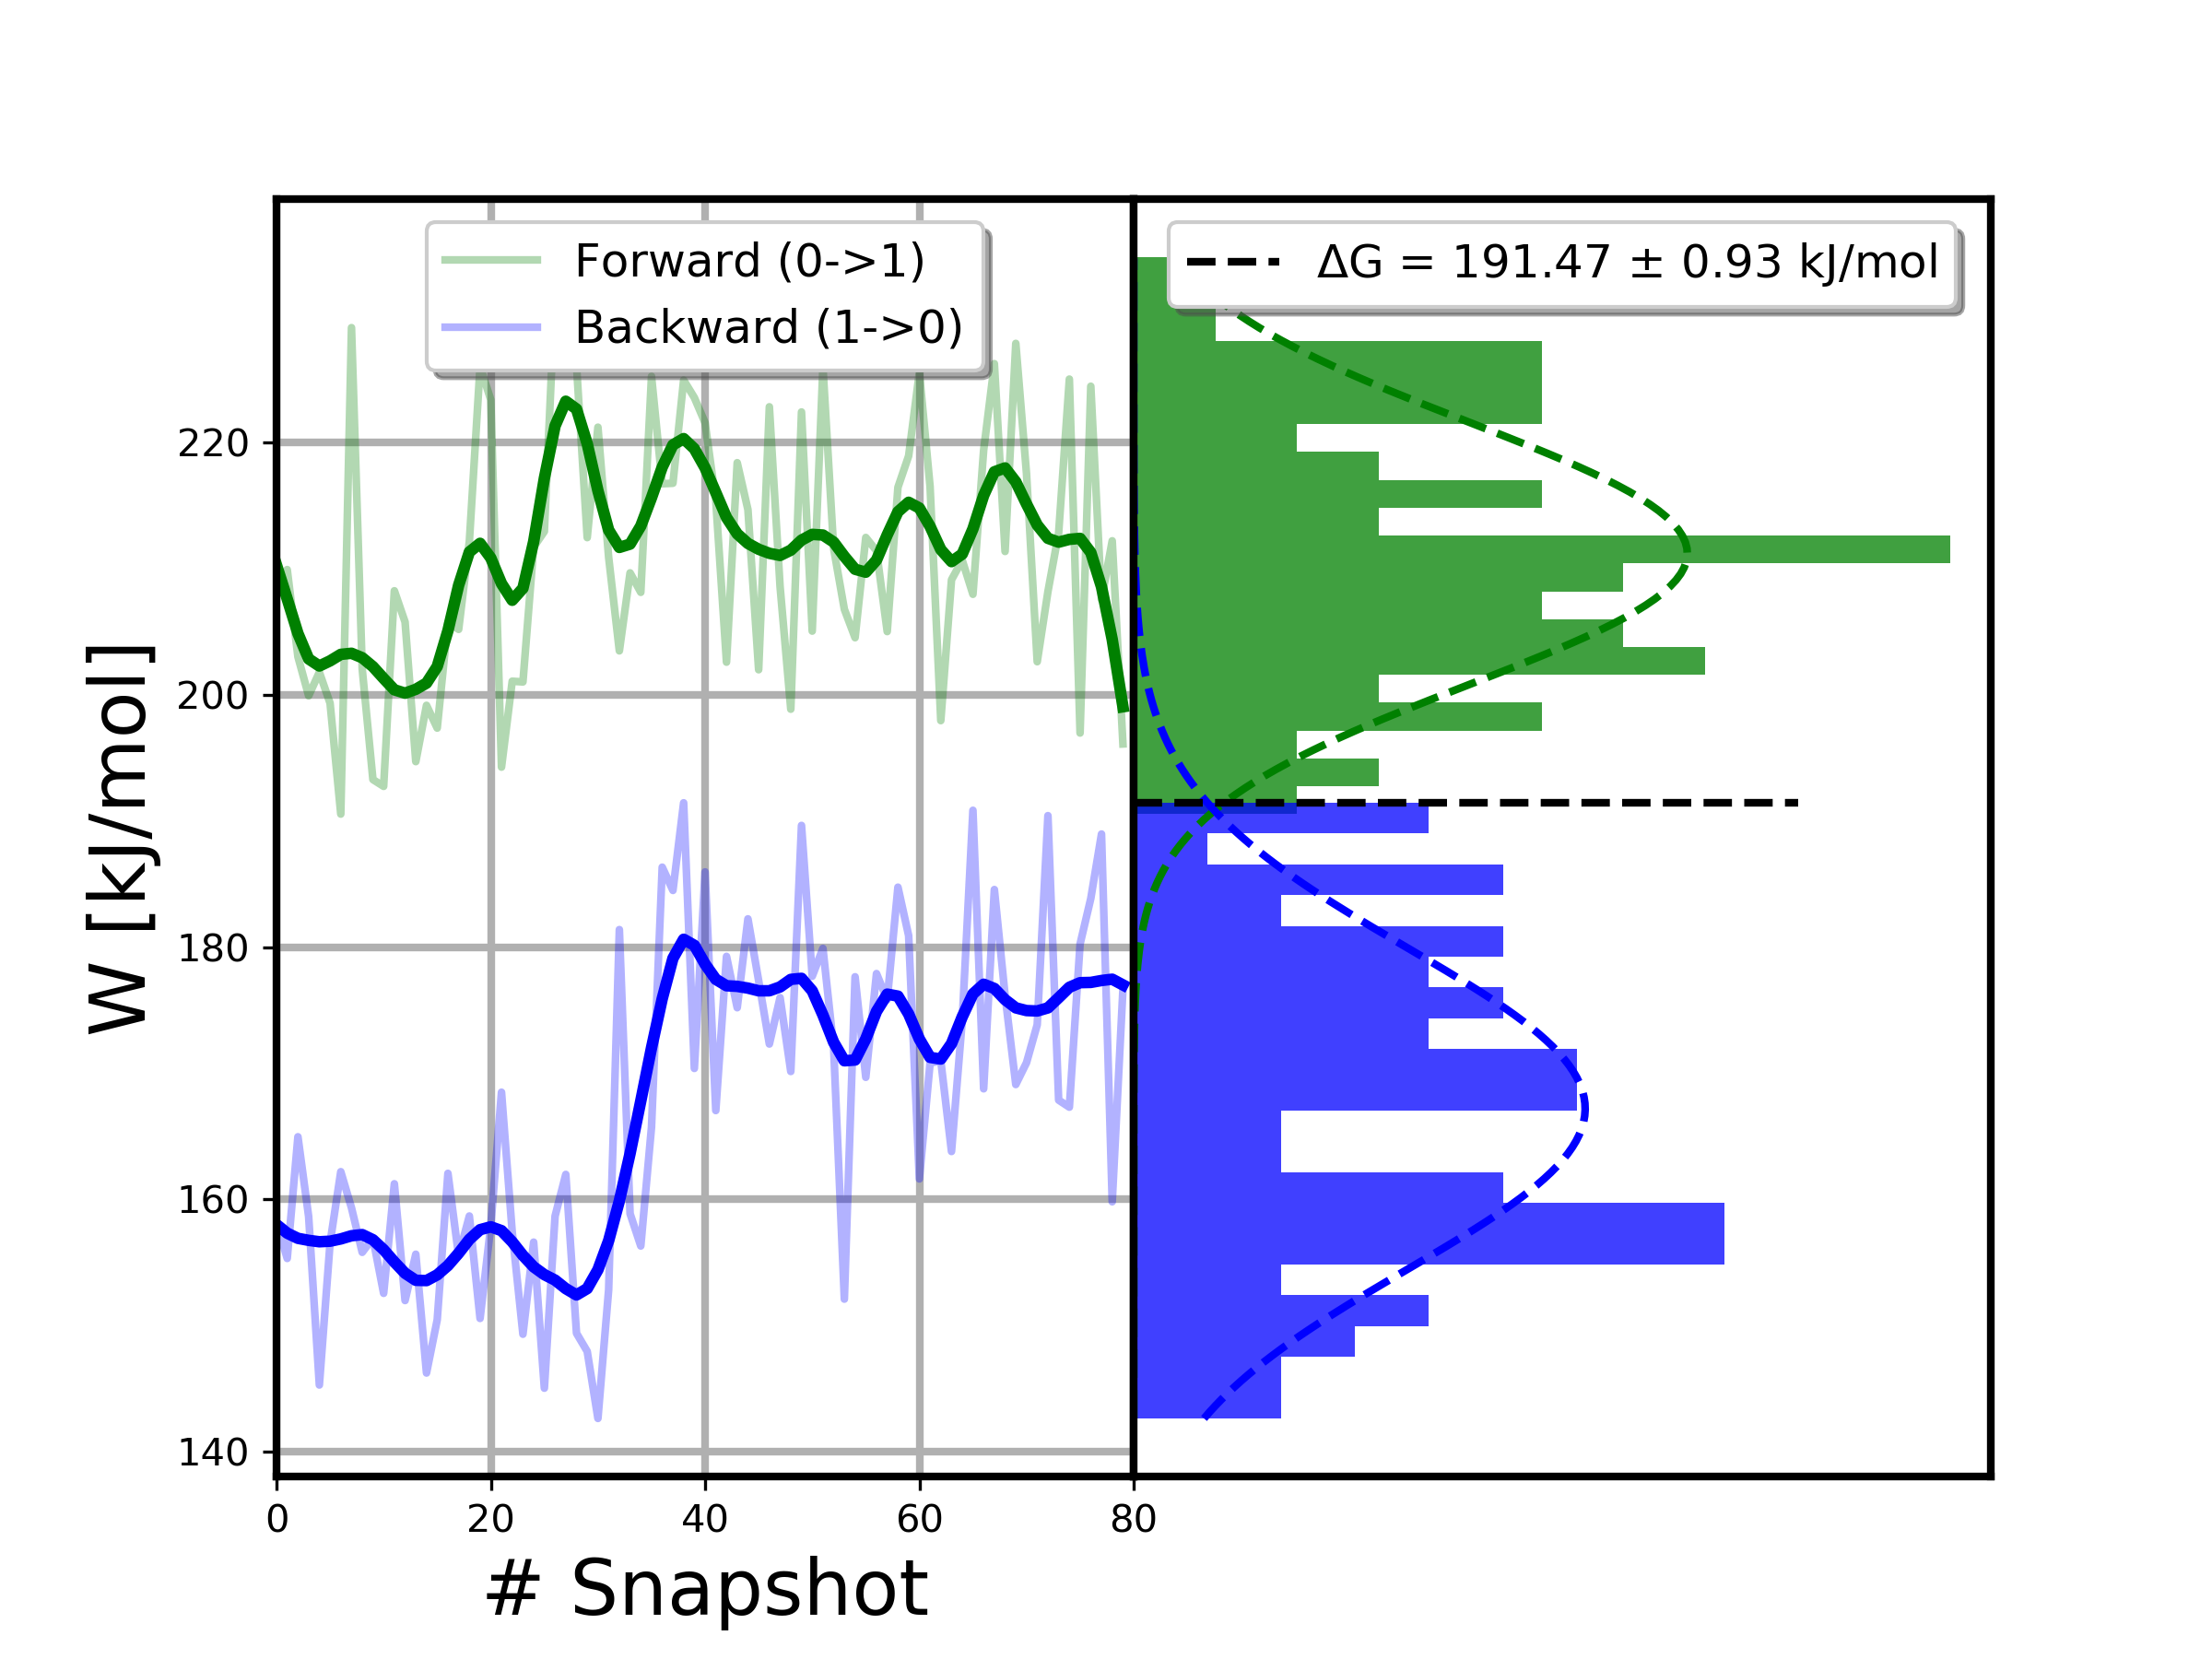 Forward (0->1)
Backward (1->0)
ΔG = 191.47 ± 0.93 kJ/mol
220
200
180
160
140
W [kJ/mol]
0 20 40 60 80
# Snapshot